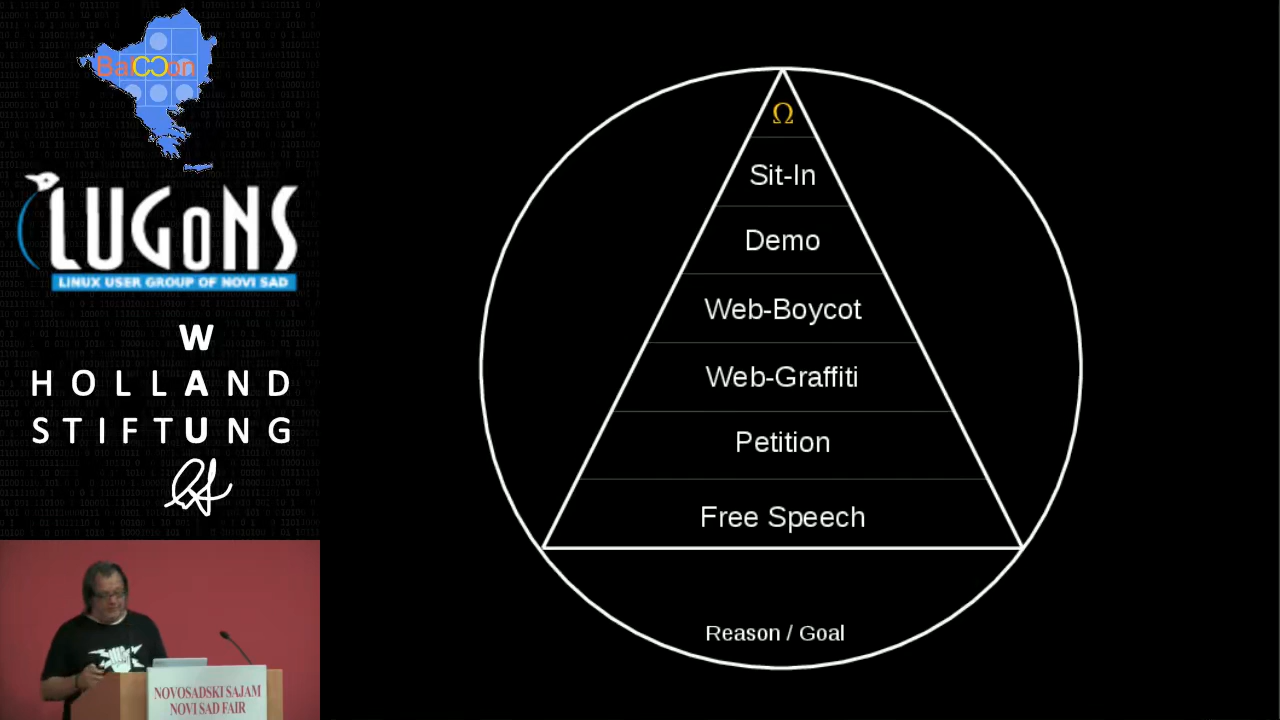 BalCCon
LUGoNS
LINUX USER GROUP OF NOVI SAD
W
HOLLAND
STIFTUNG
NOVOSADSKI SAJAM
NOVI SAD FAIR
Ω
Sit-In
Demo
Web-Boycot
Web-Graffiti
Petition
Free Speech
Reason / Goal